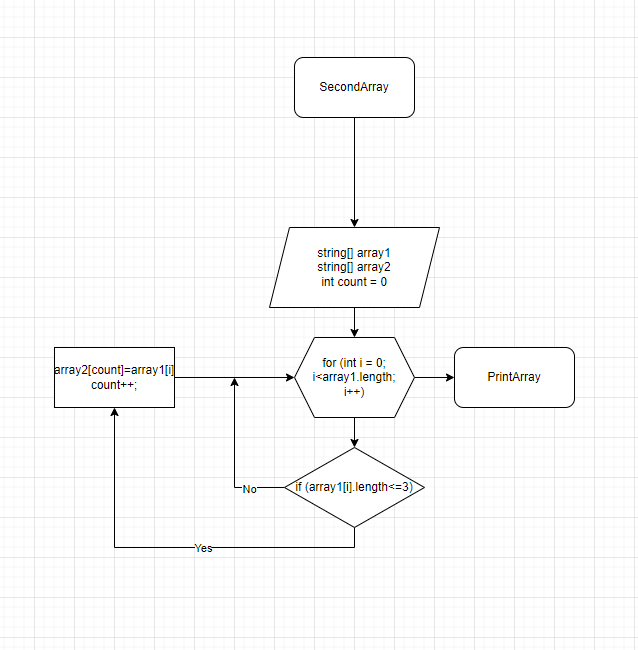 SecondArray
string[] array1
string[] array2
int count = 0
for (int i = 0;
i<array1.length;
i++)
PrintArray
array2[count]=array1[i]
count++;
if (array1[i].length<=3)
No
Yes